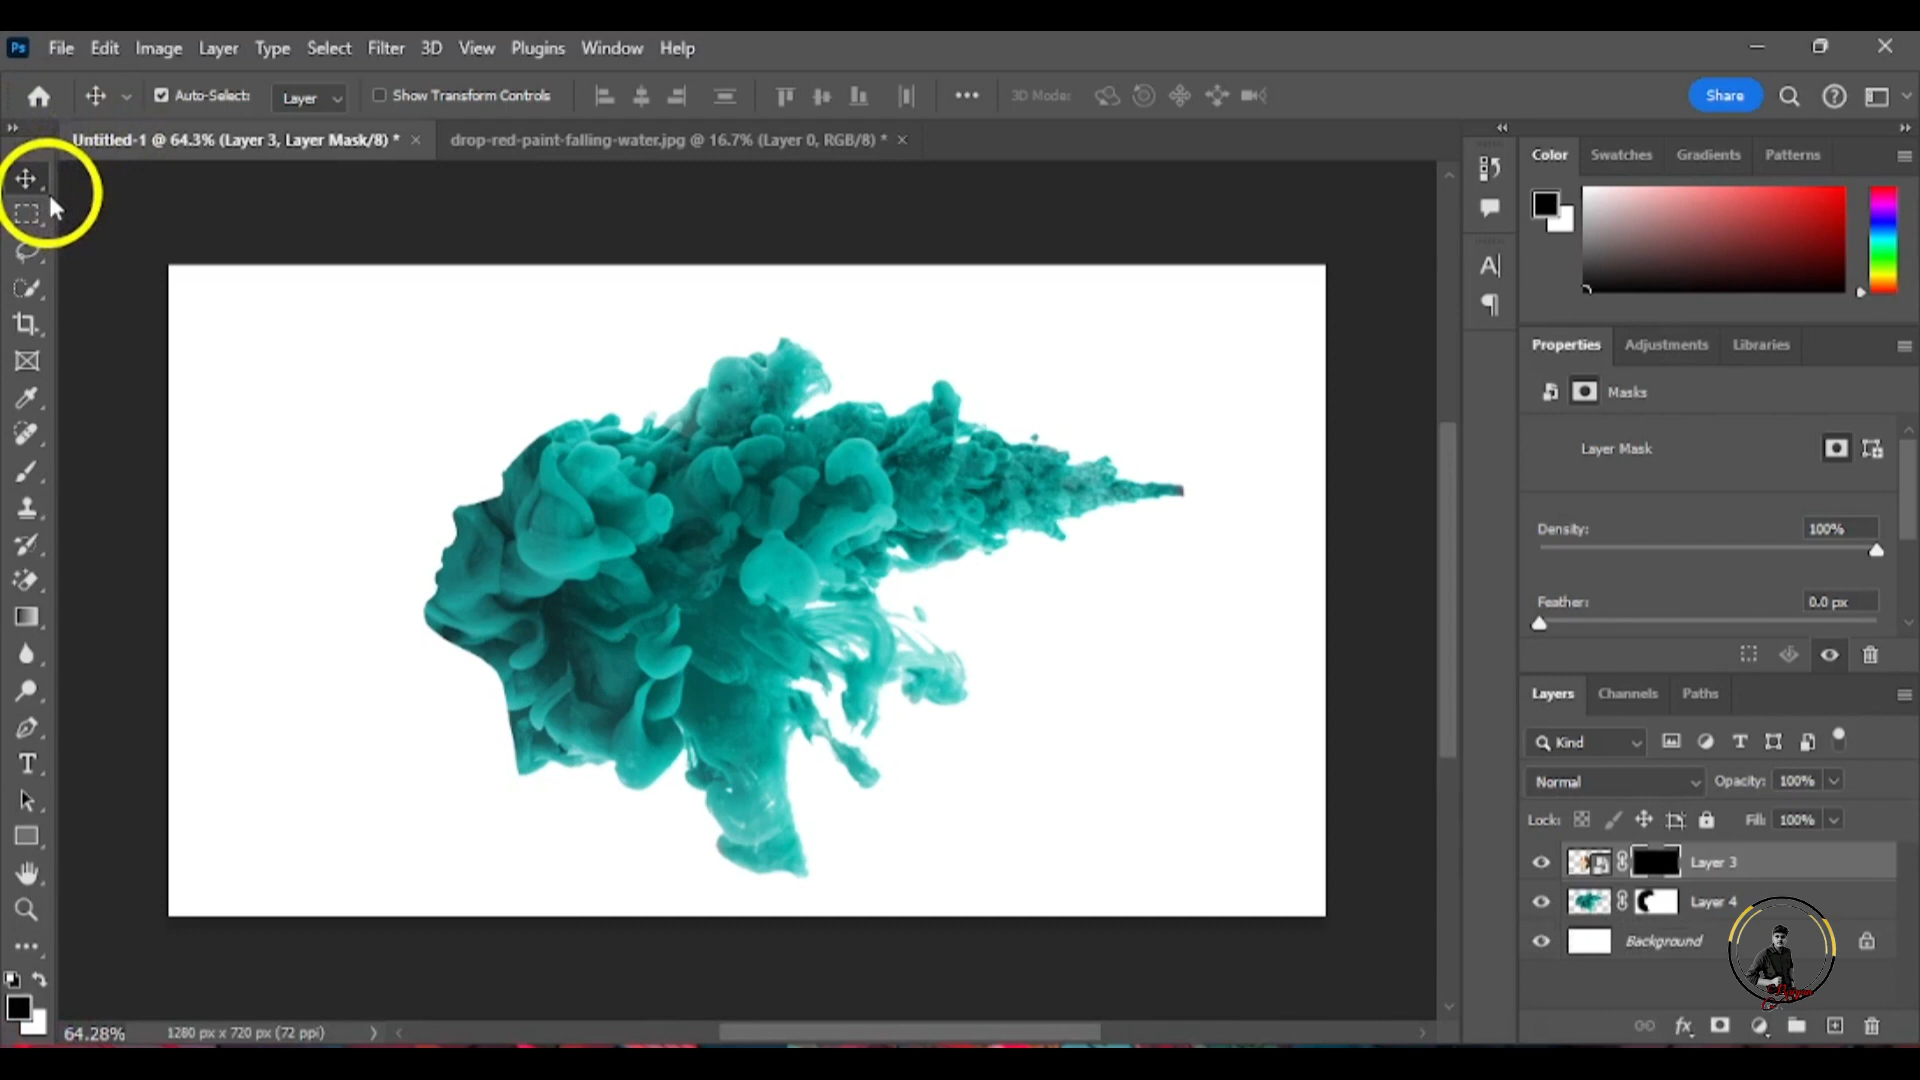 Ps File Edit Image Layer Type Select Filter 3D View Plugins Window Help
Auto-Select: Layer Show Transform Controls 3D Mode: Share
Untitled-1 @ 64.3% (Layer 3, Layer Mask/8) * drop-red-paint-falling-water.jpg @ 16.7% (Layer 0, RGB/8) *
Color Swatches Gradients Patterns
Properties Adjustments Libraries
Masks
Layer Mask
Density: 100%
Feather: 0.0 px
Layers Channels Paths
Kind
Normal Opacity: 100%
Lock: Fill: 100%
Layer 3
Layer 4
Background
64.28% 1280 px x 720 px (72 ppi)